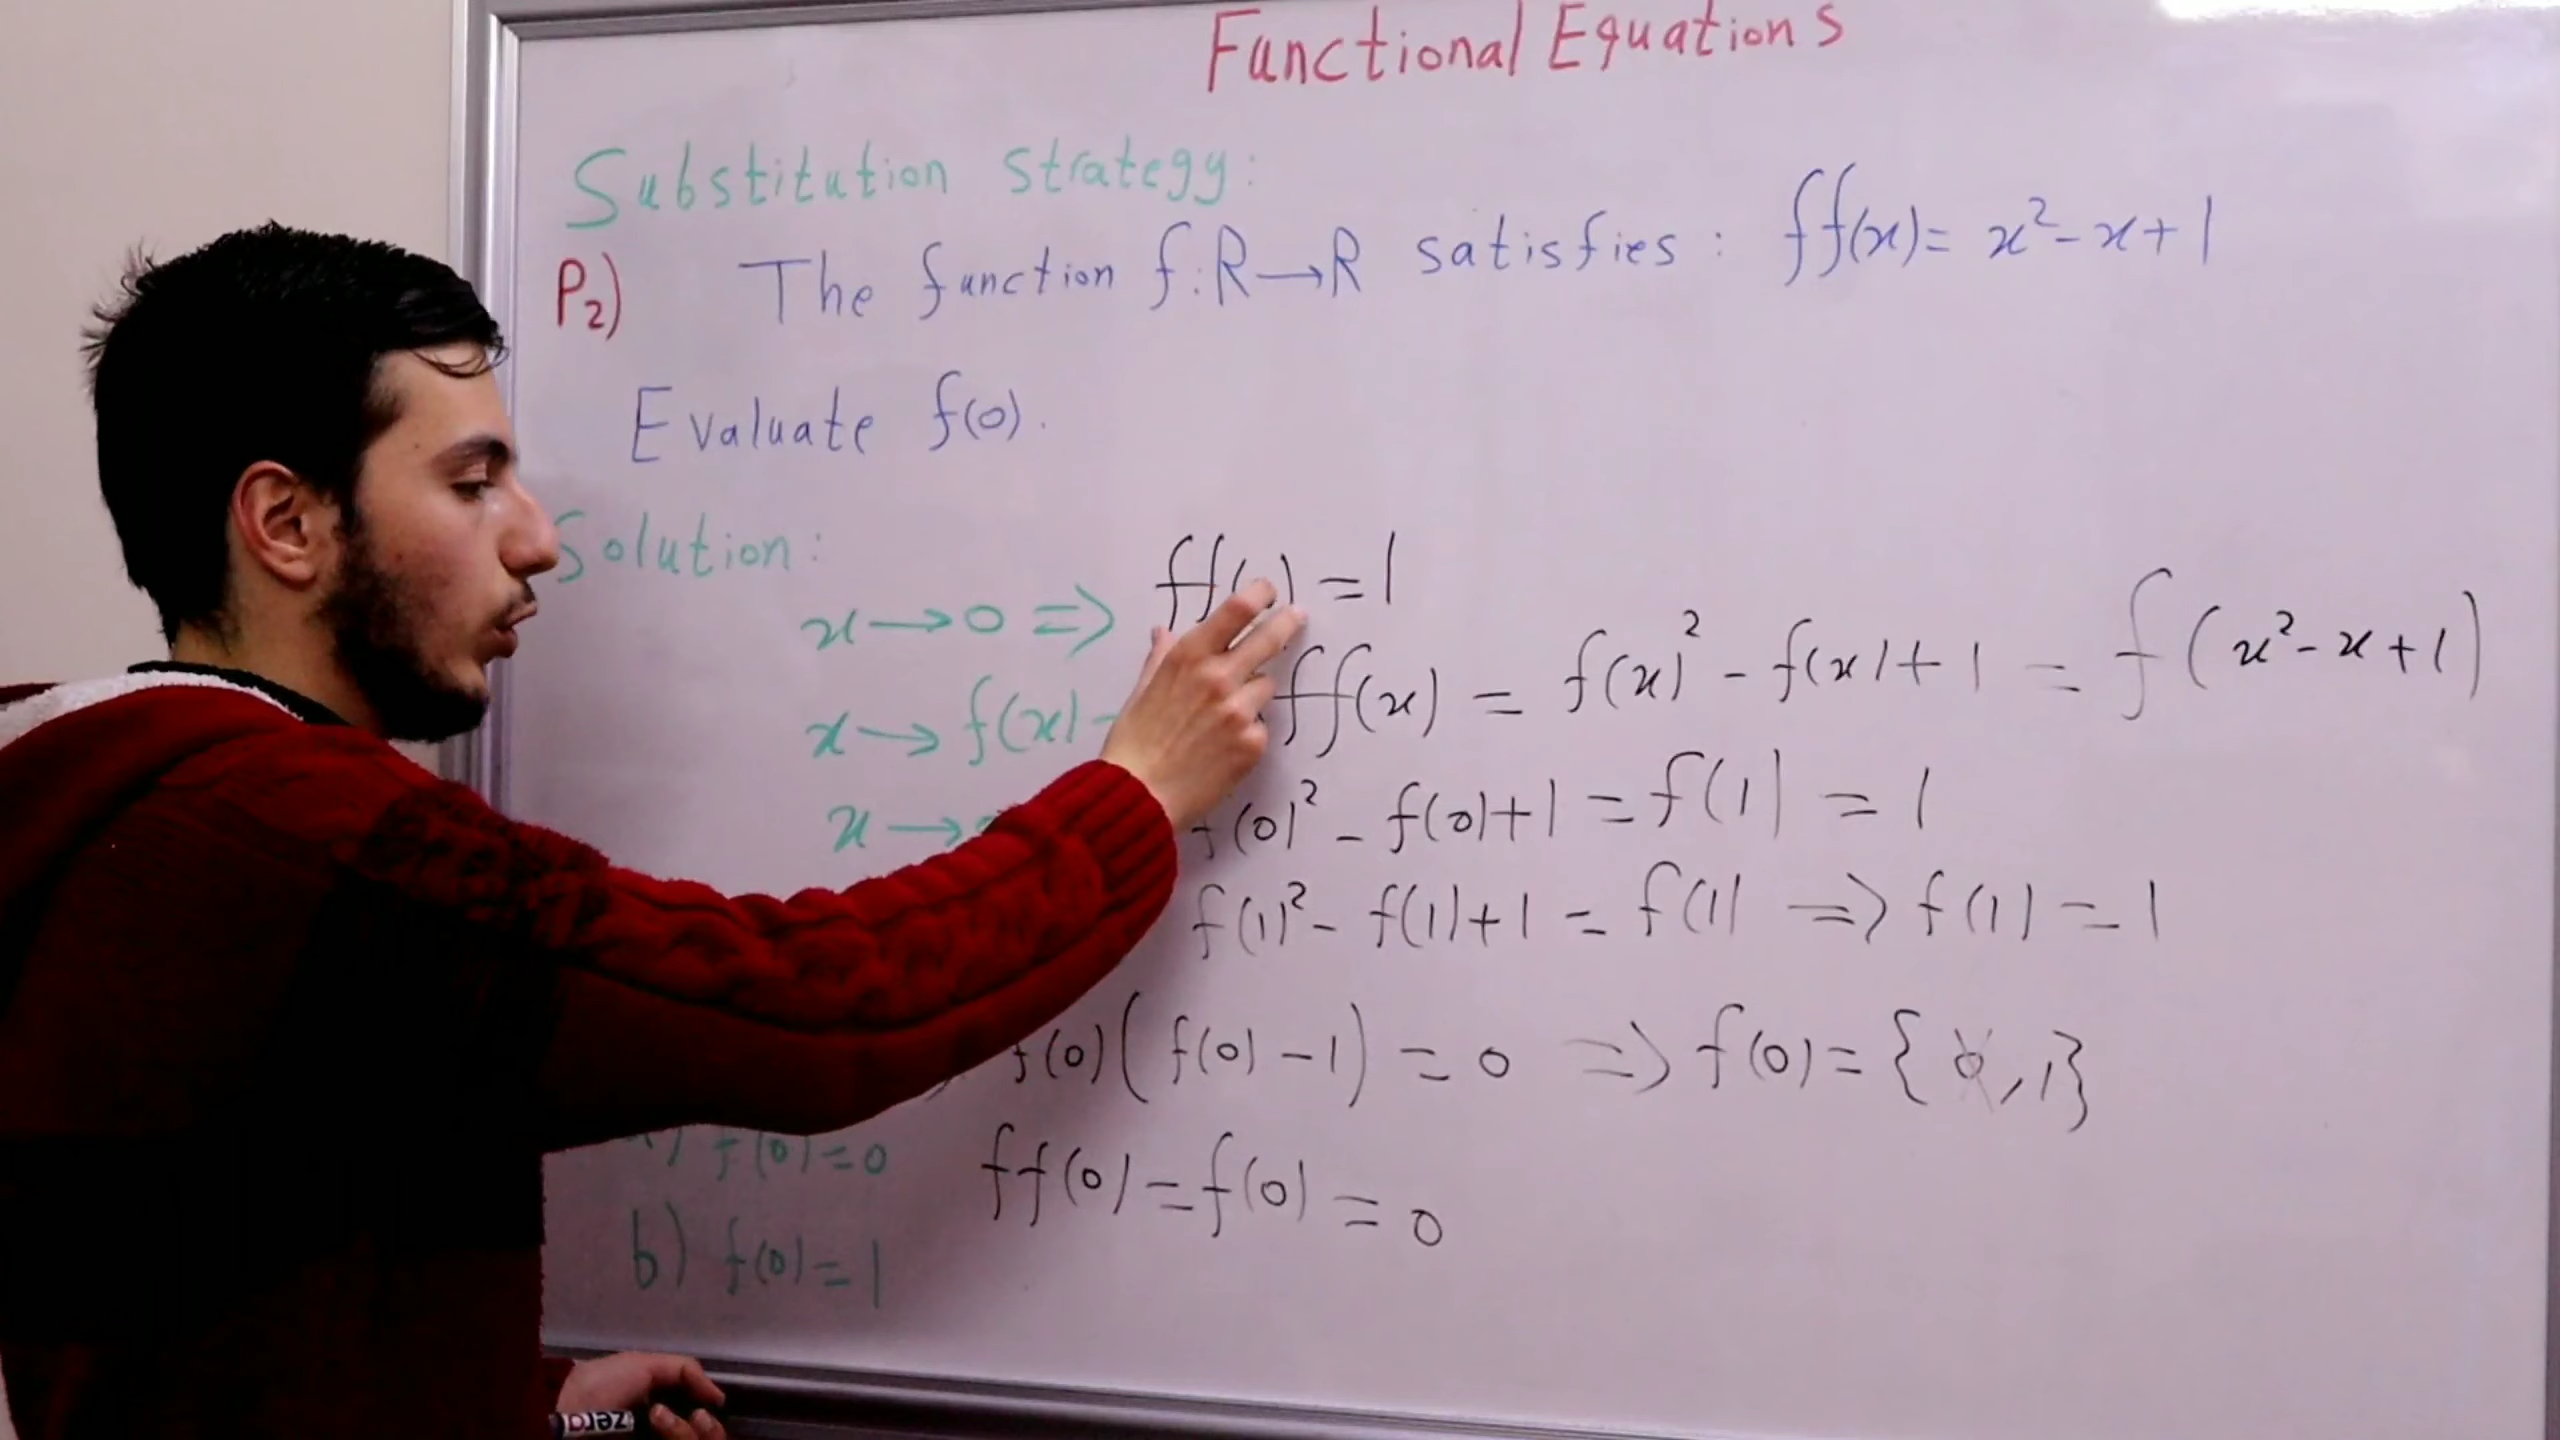 Functional Equations
Substitution strategy:
P₂) The function f:R→R satisfies: ff(x)= x²-x+1
Evaluate f(0).
Solution:
x→0 ⇒ ff( ) =1
x→f(x) ff(x) = f(x)² - f(x)+1 = f(x²-x+1)
x→ f(0)² - f(0)+1 = f(1) = 1
f(1)² - f(1)+1 = f(1) ⇒ f(1) = 1
f(0)(f(0)-1) = 0 ⇒ f(0)= {0,1}
f(0)=0 ff(0)=f(0) = 0
b) f(0)=1
zero